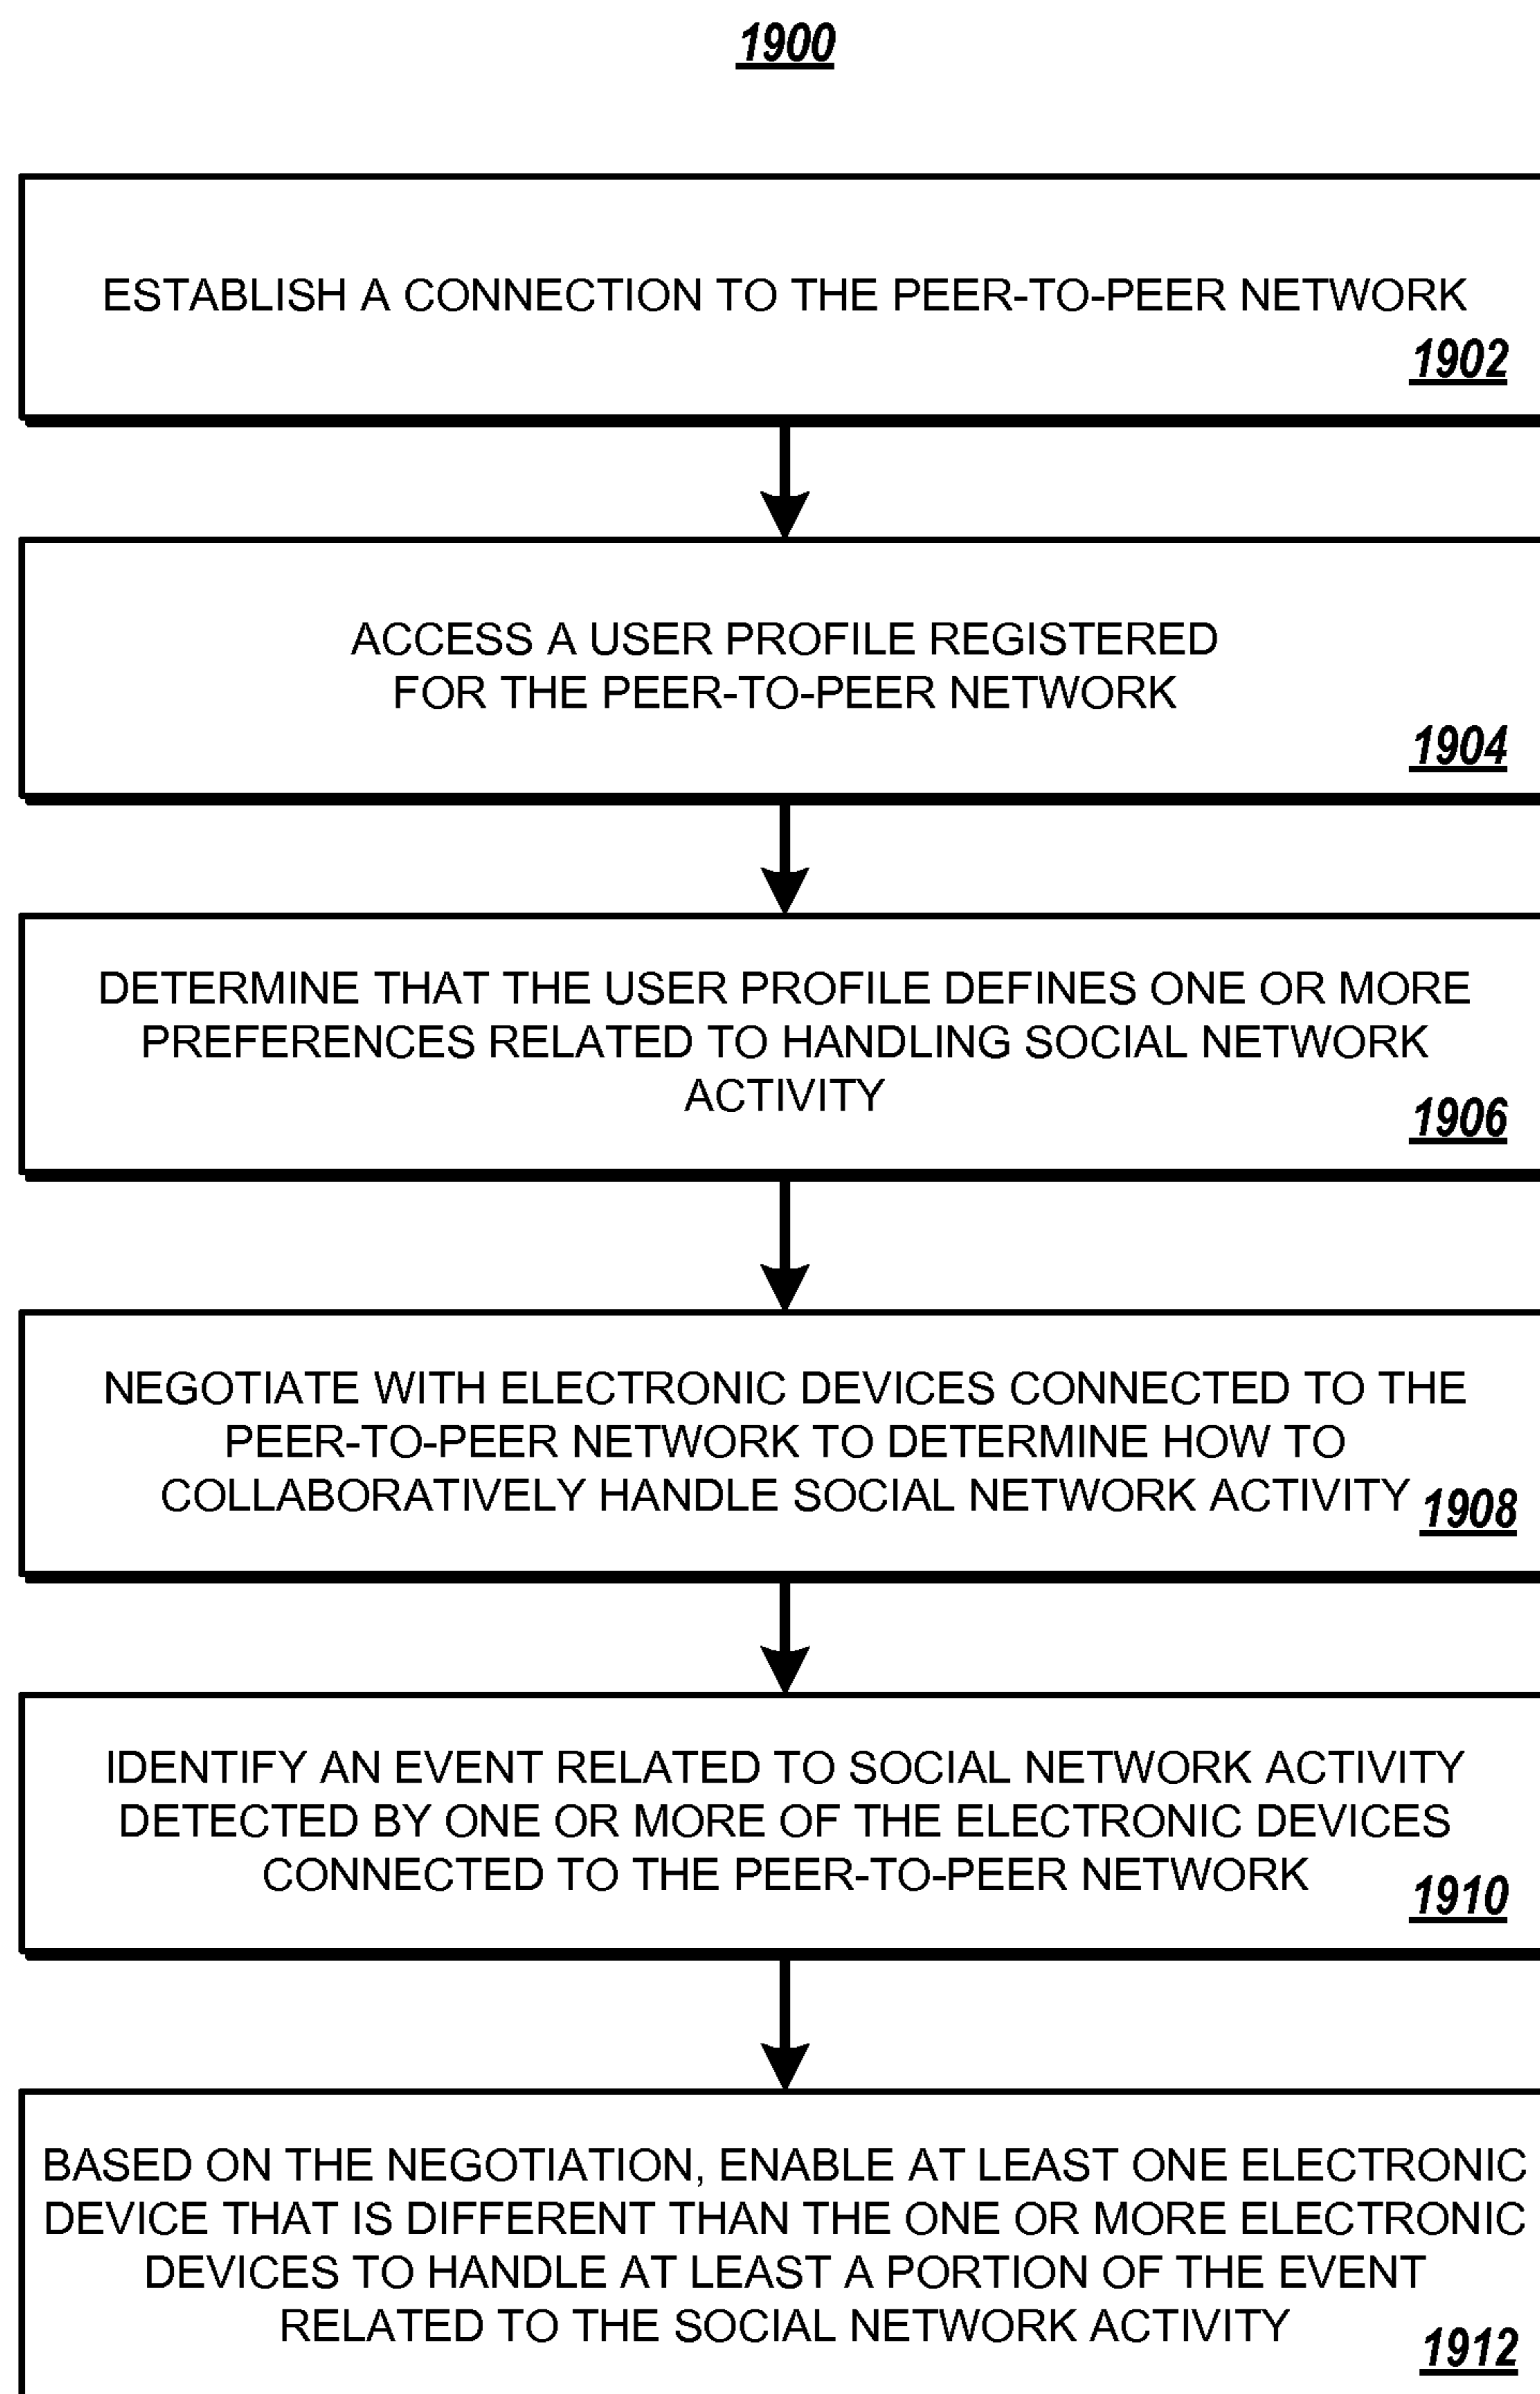 1900
ESTABLISH A CONNECTION TO THE PEER-TO-PEER NETWORK
1902
ACCESS A USER PROFILE REGISTERED
FOR THE PEER-TO-PEER NETWORK
1904
DETERMINE THAT THE USER PROFILE DEFINES ONE OR MORE
PREFERENCES RELATED TO HANDLING SOCIAL NETWORK
ACTIVITY
1906
NEGOTIATE WITH ELECTRONIC DEVICES CONNECTED TO THE
PEER-TO-PEER NETWORK TO DETERMINE HOW TO
COLLABORATIVELY HANDLE SOCIAL NETWORK ACTIVITY
1908
IDENTIFY AN EVENT RELATED TO SOCIAL NETWORK ACTIVITY
DETECTED BY ONE OR MORE OF THE ELECTRONIC DEVICES
CONNECTED TO THE PEER-TO-PEER NETWORK
1910
BASED ON THE NEGOTIATION, ENABLE AT LEAST ONE ELECTRONIC
DEVICE THAT IS DIFFERENT THAN THE ONE OR MORE ELECTRONIC
DEVICES TO HANDLE AT LEAST A PORTION OF THE EVENT
RELATED TO THE SOCIAL NETWORK ACTIVITY
1912